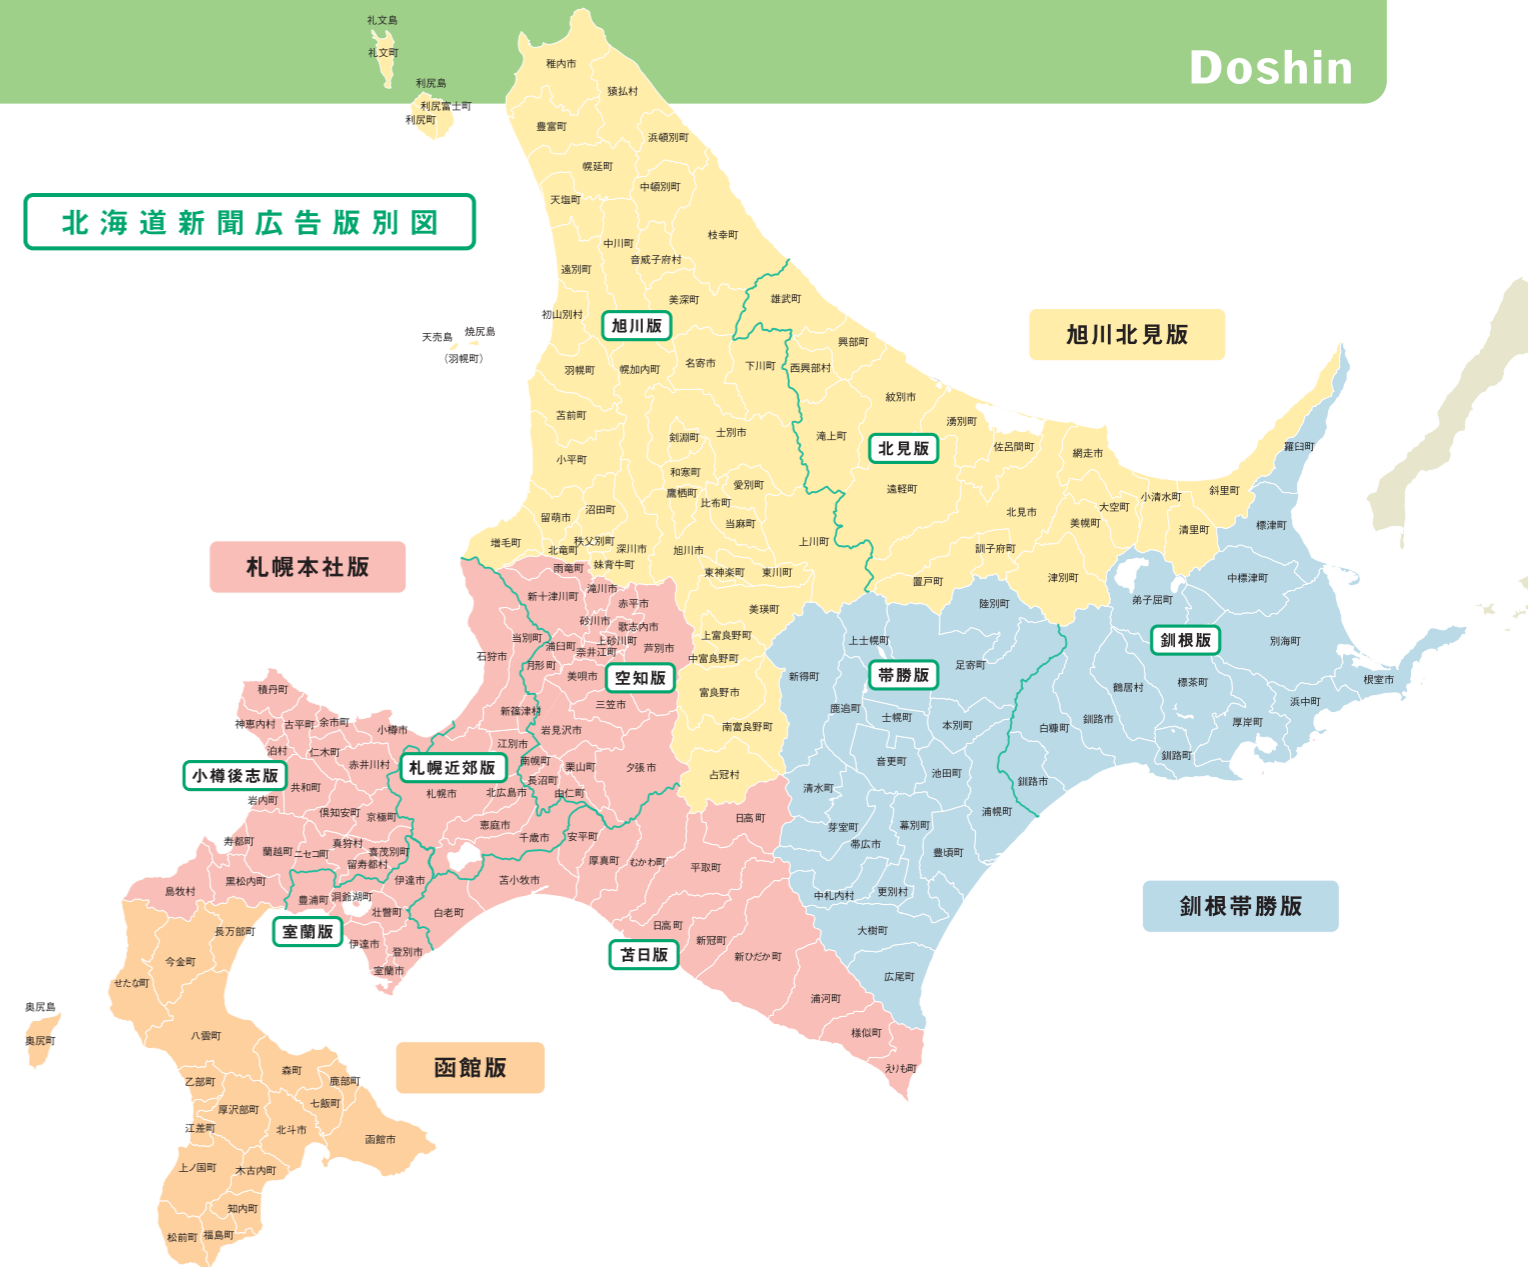 礼文島
礼文町
利尻島
利尻富士町
利尻町
Doshin
北海道新聞広告版別図
稚内市
猿払村
豊富町
浜頓別町
幌延町
中頓別町
天塩町
枝幸町
中川町
音威子府村
遠別町
美深町
雄武町
初山別村
旭川版
天売島
焼尻島
(羽幌町)
旭川北見版
興部町
羽幌町
幌加内町
名寄市
下川町
西興部村
紋別市
苫前町
湧別町
剣淵町
士別市
滝上町
北見版
佐呂間町
網走市
羅臼町
小平町
和寒町
鷹栖町
愛別町
遠軽町
比布町
大空町
小清水町
斜里町
留萌市
沼田町
当麻町
北見市
美幌町
清里町
標津町
増毛町
北竜町
秩父別町
深川市
旭川市
上川町
訓子府町
妹背牛町
東神楽町
東川町
置戸町
津別町
中標津町
札幌本社版
雨竜町
新十津川町
滝川市
赤平市
美瑛町
陸別町
弟子屈町
砂川市
歌志内市
当別町
浦臼町
上砂川町
奈井江町
芦別市
上富良野町
上士幌町
釧根版
別海町
石狩市
月形町
中富良野町
美唄市
空知版
新得町
帯勝版
足寄町
標茶町
根室市
積丹町
富良野市
鶴居村
三笠市
新篠津村
鹿追町
士幌町
浜中町
神恵内村
古平町
余市町
小樽市
岩見沢市
南富良野町
本別町
白糠町
釧路市
厚岸町
泊村
仁木町
江別市
赤井川村
札幌近郊版
南幌町
栗山町
夕張市
占冠村
音更町
池田町
釧路町
小樽後志版
共和町
長沼町
清水町
釧路市
岩内町
札幌市
北広島市
由仁町
倶知安町
京極町
浦幌町
恵庭市
日高町
芽室町
幕別町
寿都町
蘭越町
ニセコ町
真狩村
喜茂別町
留寿都村
千歳市
安平町
帯広市
豊頃町
厚真町
むかわ町
平取町
黒松内町
伊達市
苫小牧市
島牧村
豊浦町
洞爺湖町
壮瞥町
白老町
中札内村
更別村
釧根帯勝版
長万部町
室蘭版
日高町
大樹町
伊達市
登別市
新冠町
苫日版
新ひだか町
今金町
室蘭市
広尾町
せたな町
浦河町
奥尻島
奥尻町
八雲町
様似町
函館版
森町
えりも町
乙部町
鹿部町
厚沢部町
七飯町
江差町
北斗市
函館市
上ノ国町
木古内町
知内町
松前町
福島町